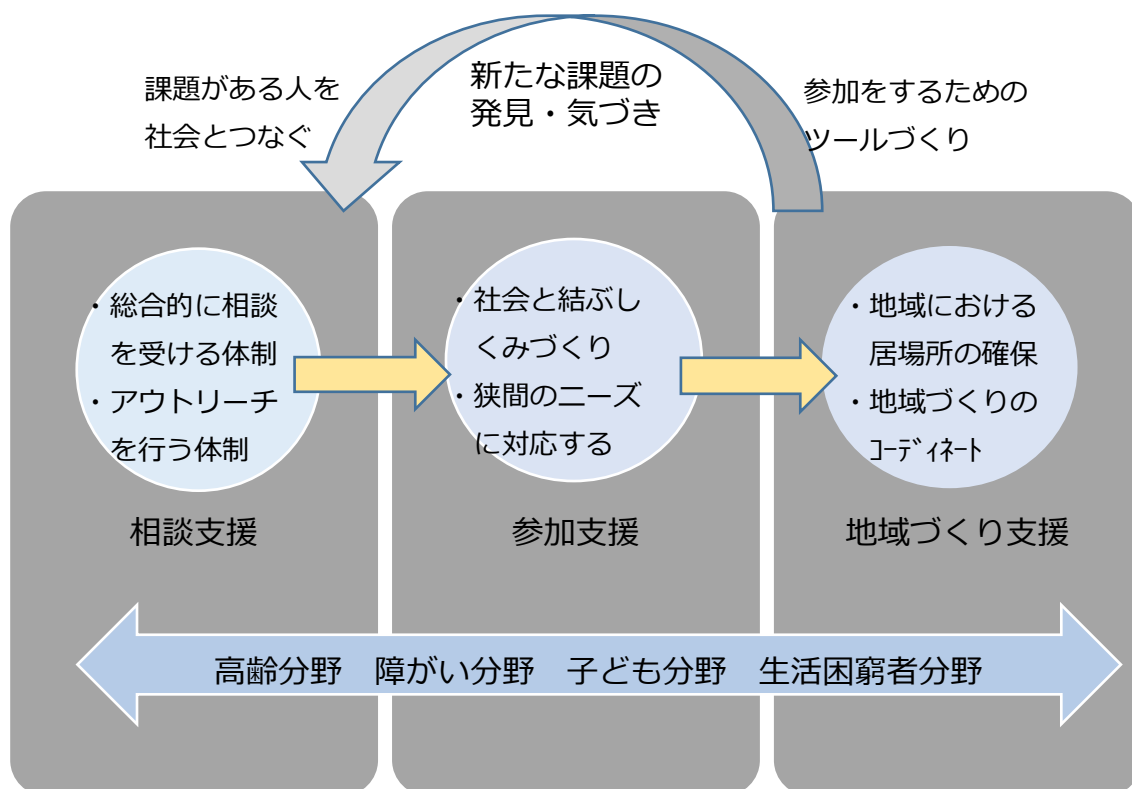 課題がある人を
社会とつなぐ
新たな課題の
発見・気づき
参加をするための
ツールづくり
・総合的に相談
を受ける体制
・アウトリーチ
を行う体制
相談支援
・社会と結ぶし
くみづくり
・狭間のニーズ
に対応する
参加支援
・地域における
居場所の確保
・地域づくりの
ｺｰﾃﾞｨﾈｰﾄ
地域づくり支援
高齢分野　障がい分野　子ども分野　生活困窮者分野